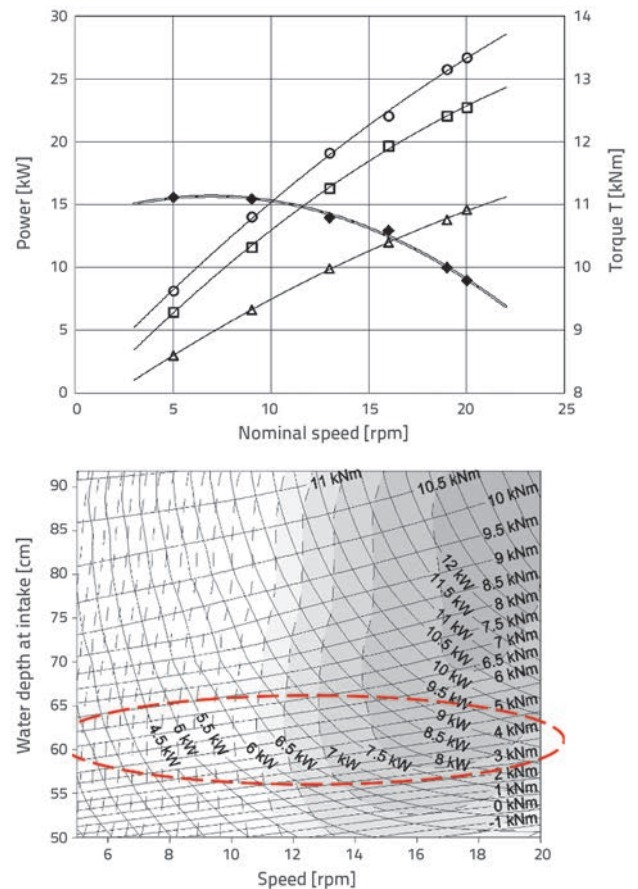 Power [kW]
30
25
20
15
10
5
0
Torque T [kNm]
14
13
12
11
10
9
8
0 5 10 15 20 25
Nominal speed [rpm]
Water depth at intake [cm]
90
85
80
75
70
65
60
55
50
11 kNm
10.5 kNm
10 kNm
9.5 kNm
9 kNm
8.5 kNm
8 kNm
7.5 kNm
7 kNm
6.5 kNm
6 kNm
5 kNm
4 kNm
3 kNm
2 kNm
1 kNm
0 kNm
-1 kNm
12 kW
11.5 kW
11 kW
10.5 kW
10 kW
9.5 kW
9 kW
8.5 kW
8 kW
4.5 kW
5 kW
5.5 kW
6 kW
6.5 kW
7 kW
7.5 kW
6 8 10 12 14 16 18 20
Speed [rpm]